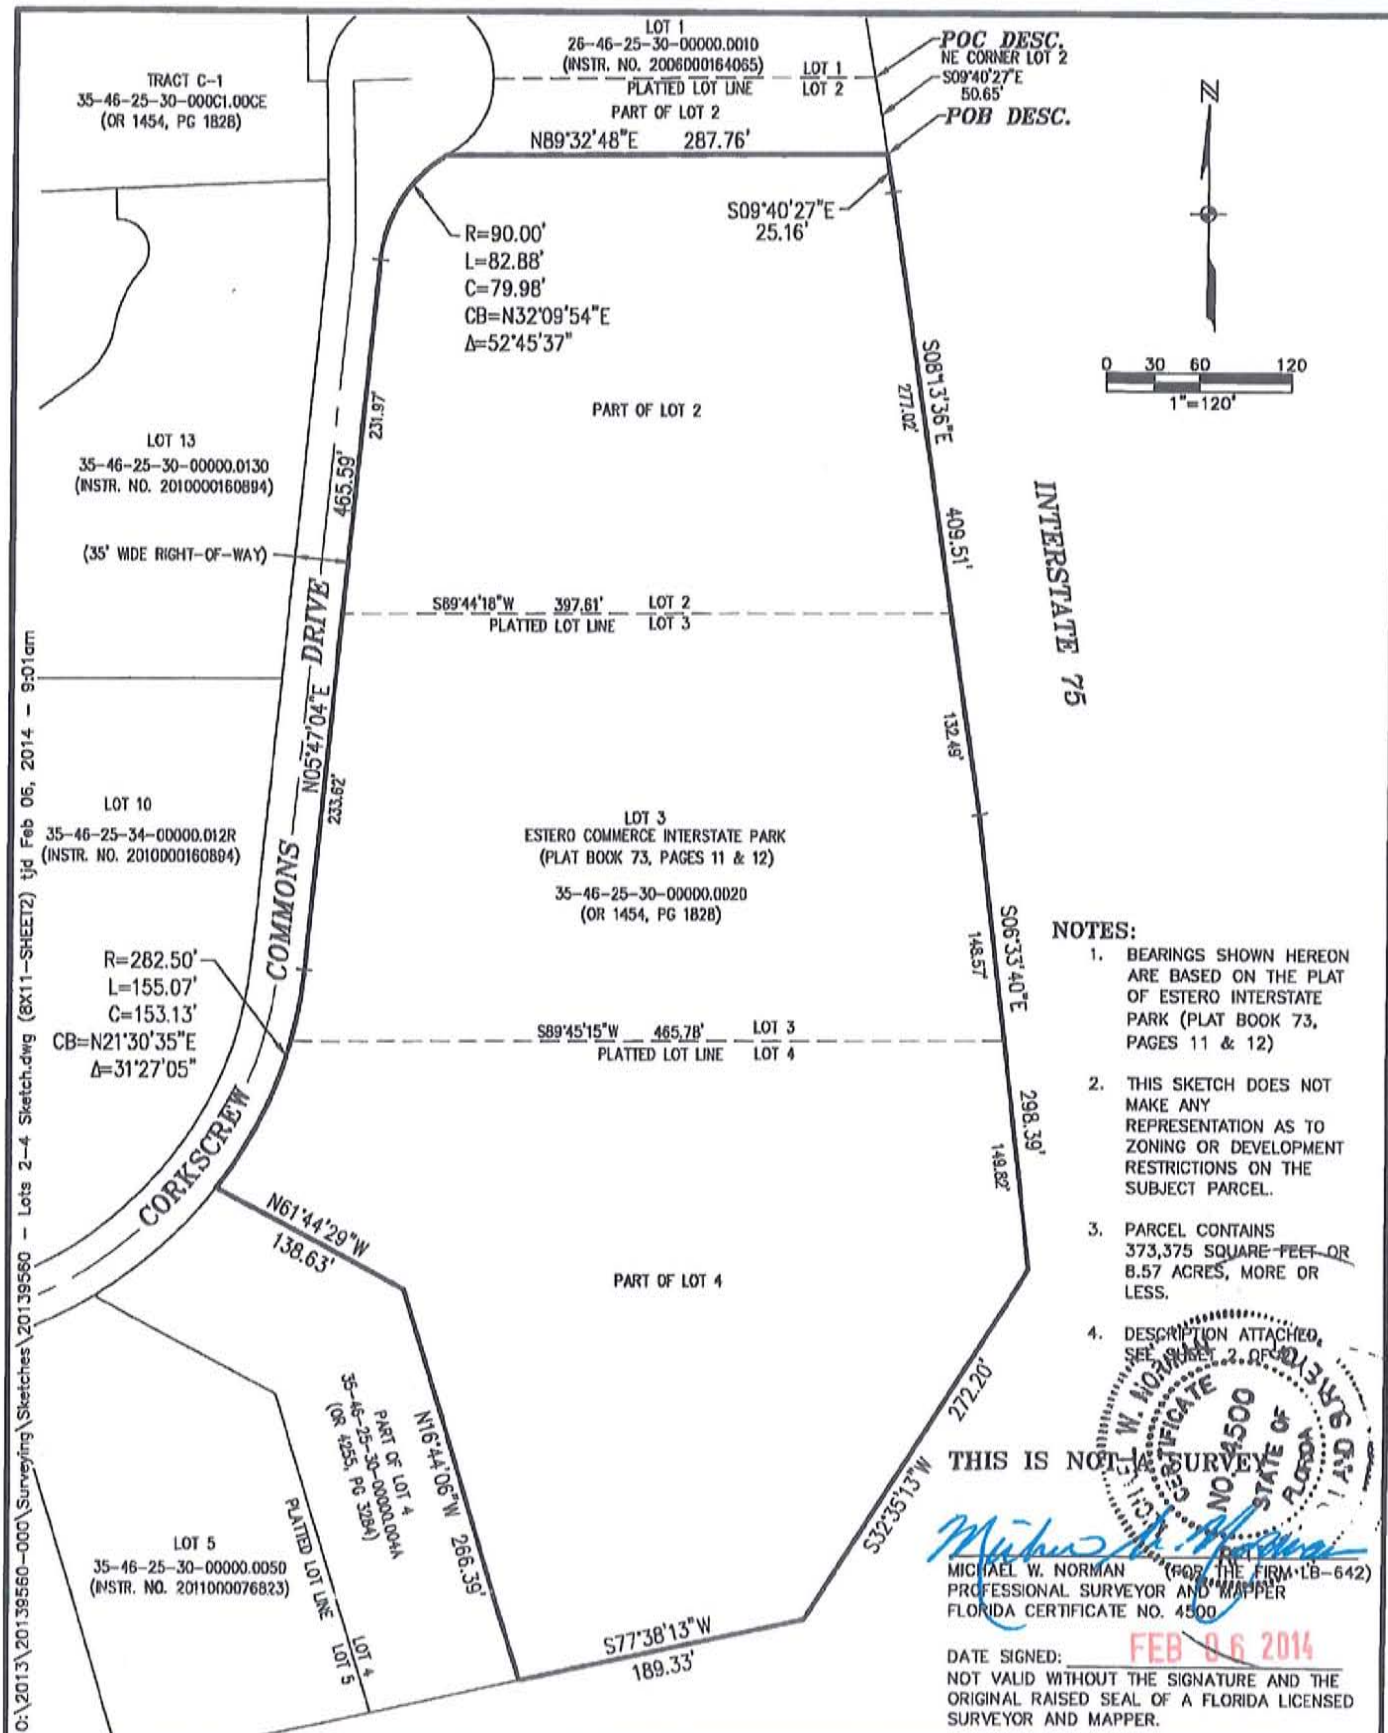 LOT 1
26-46-25-30-00000.0010
(INSTR. NO. 2006000164065)
PLATTED LOT LINE
LOT 1
LOT 2
PART OF LOT 2
N89°32'48"E 287.76'
POC DESC.
NE CORNER LOT 2
S09°40'27"E
50.65'
POB DESC.
TRACT C-1
35-46-25-30-000C1.00CE
(OR 1454, PG 1828)
S09°40'27"E
25.16'
R=90.00'
L=82.88'
C=79.98'
CB=N32°09'54"E
Δ=52°45'37"
0 30 60 120
1"=120'
S08°13'36"E
277.02'
409.51'
132.49'
PART OF LOT 2
231.97'
465.59'
LOT 13
35-46-25-30-00000.0130
(INSTR. NO. 2010000160894)
(35' WIDE RIGHT-OF-WAY)
INTERSTATE 75
S89°44'18"W 397.61'
PLATTED LOT LINE
LOT 2
LOT 3
CORKSCREW COMMONS DRIVE
N05°47'04"E
233.62'
LOT 10
35-46-25-34-00000.012R
(INSTR. NO. 2010000160894)
LOT 3
ESTERO COMMERCE INTERSTATE PARK
(PLAT BOOK 73, PAGES 11 & 12)
35-46-25-30-00000.0020
(OR 1454, PG 1828)
R=282.50'
L=155.07'
C=153.13'
CB=N21°30'35"E
Δ=31°27'05"
S06°33'40"E
148.57'
298.39'
149.82'
S89°45'15"W 465.78'
PLATTED LOT LINE
LOT 3
LOT 4
N61°44'29"W
138.63'
PART OF LOT 4
272.20'
S32°35'13"W
N16°44'06"W 266.39'
PART OF LOT 4
35-46-25-30-00000.004A
(OR 4255, PG 3284)
PLATTED LOT LINE
LOT 4
LOT 5
LOT 5
35-46-25-30-00000.0050
(INSTR. NO. 2011000076823)
S77°38'13"W
189.33'
NOTES:
1. BEARINGS SHOWN HEREON
ARE BASED ON THE PLAT
OF ESTERO INTERSTATE
PARK (PLAT BOOK 73,
PAGES 11 & 12)
2. THIS SKETCH DOES NOT
MAKE ANY
REPRESENTATION AS TO
ZONING OR DEVELOPMENT
RESTRICTIONS ON THE
SUBJECT PARCEL.
3. PARCEL CONTAINS
373,375 SQUARE FEET OR
8.57 ACRES, MORE OR
LESS.
4. DESCRIPTION ATTACHED,
SEE SHEET 2 OF
W. NORMAN
CERTIFICATE
NO. 4500
STATE OF
FLORIDA
LAND SURVEYOR
THIS IS NOT A SURVEY
MICHAEL W. NORMAN (FOR THE FIRM LB-642)
PROFESSIONAL SURVEYOR AND MAPPER
FLORIDA CERTIFICATE NO. 4500
DATE SIGNED: FEB 06 2014
NOT VALID WITHOUT THE SIGNATURE AND THE
ORIGINAL RAISED SEAL OF A FLORIDA LICENSED
SURVEYOR AND MAPPER.
O:\2013\20139560-000\Surveying\Sketches\20139560 - Lots 2-4 Sketch.dwg (8X11-SHEET2) tjd Feb 06, 2014 - 9:01am